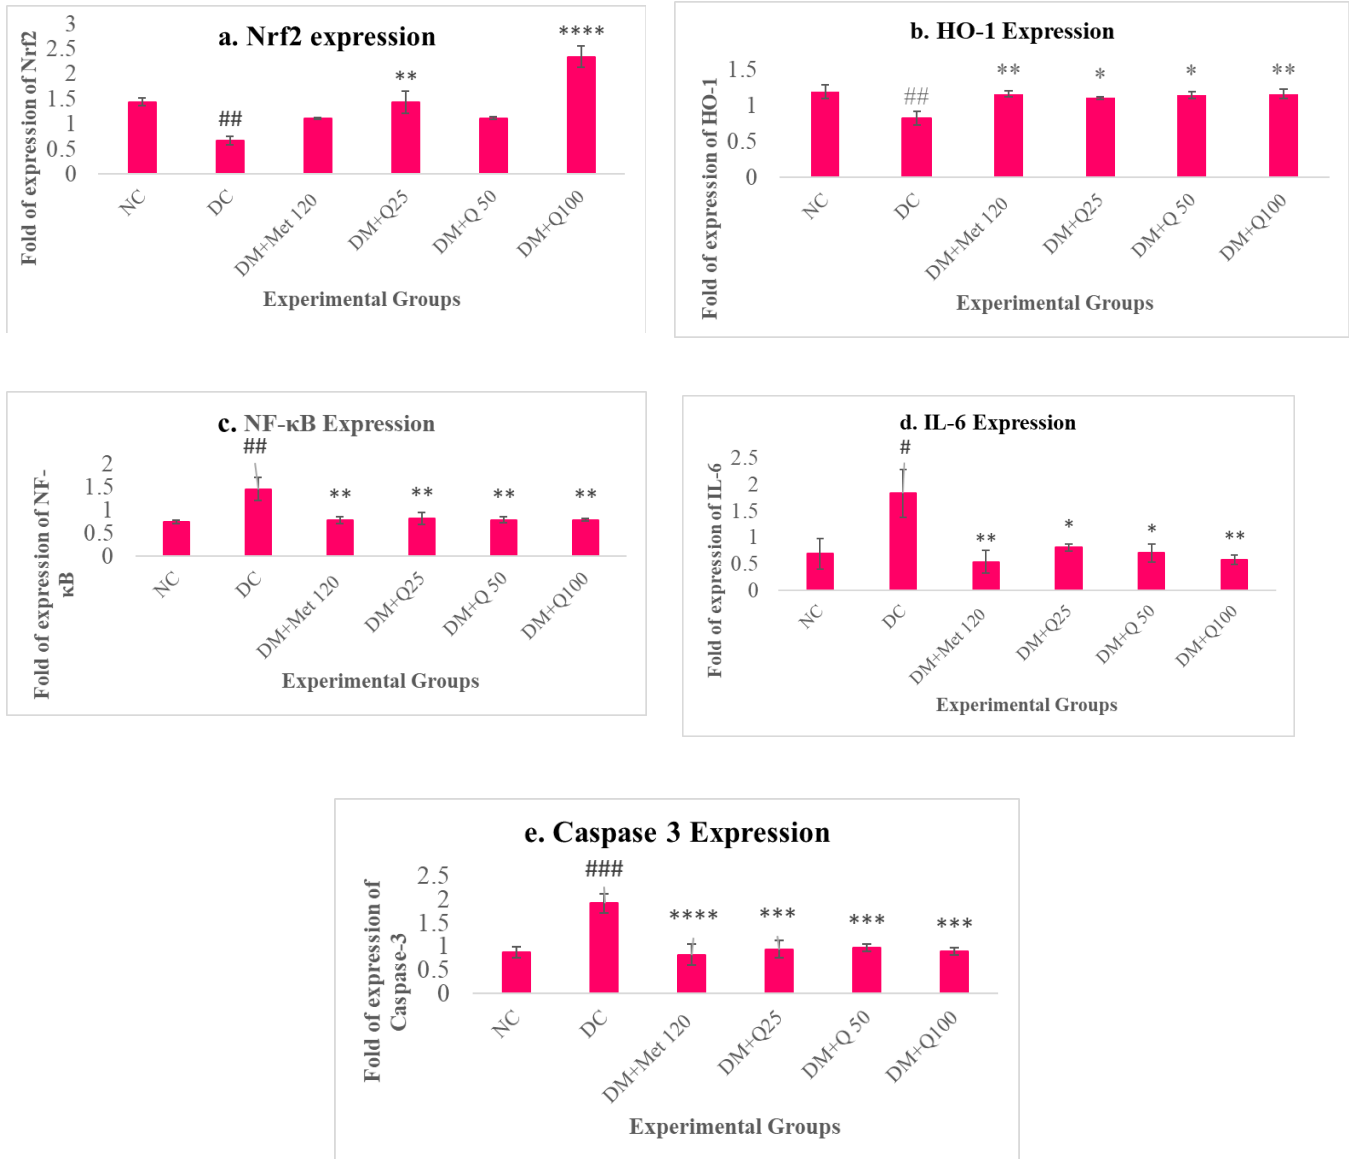 a. Nrf2 expression
Fold of expression of Nrf2
3
2.5
2
1.5
1
0.5
0
##
**
****
NC
DC
DM+Met 120
DM+Q25
DM+Q 50
DM+Q100
Experimental Groups
b. HO-1 Expression
Fold of expression of HO-1
1.5
1
0.5
0
##
**
*
*
**
NC
DC
DM+Met 120
DM+Q25
DM+Q 50
DM+Q100
Experimental Groups
c. NF-κB Expression
Fold of expression of NF-
κB
2
1.5
1
0.5
0
##
**
**
**
**
NC
DC
DM+Met 120
DM+Q25
DM+Q 50
DM+Q100
Experimental Groups
d. IL-6 Expression
Fold of expression of IL-6
2.5
2
1.5
1
0.5
0
#
**
*
*
**
NC
DC
DM+Met 120
DM+Q25
DM+Q 50
DM+Q100
Experimental Groups
e. Caspase 3 Expression
Fold of expression of
Caspase-3
2.5
2
1.5
1
0.5
0
###
****
***
***
***
NC
DC
DM+Met 120
DM+Q25
DM+Q 50
DM+Q100
Experimental Groups